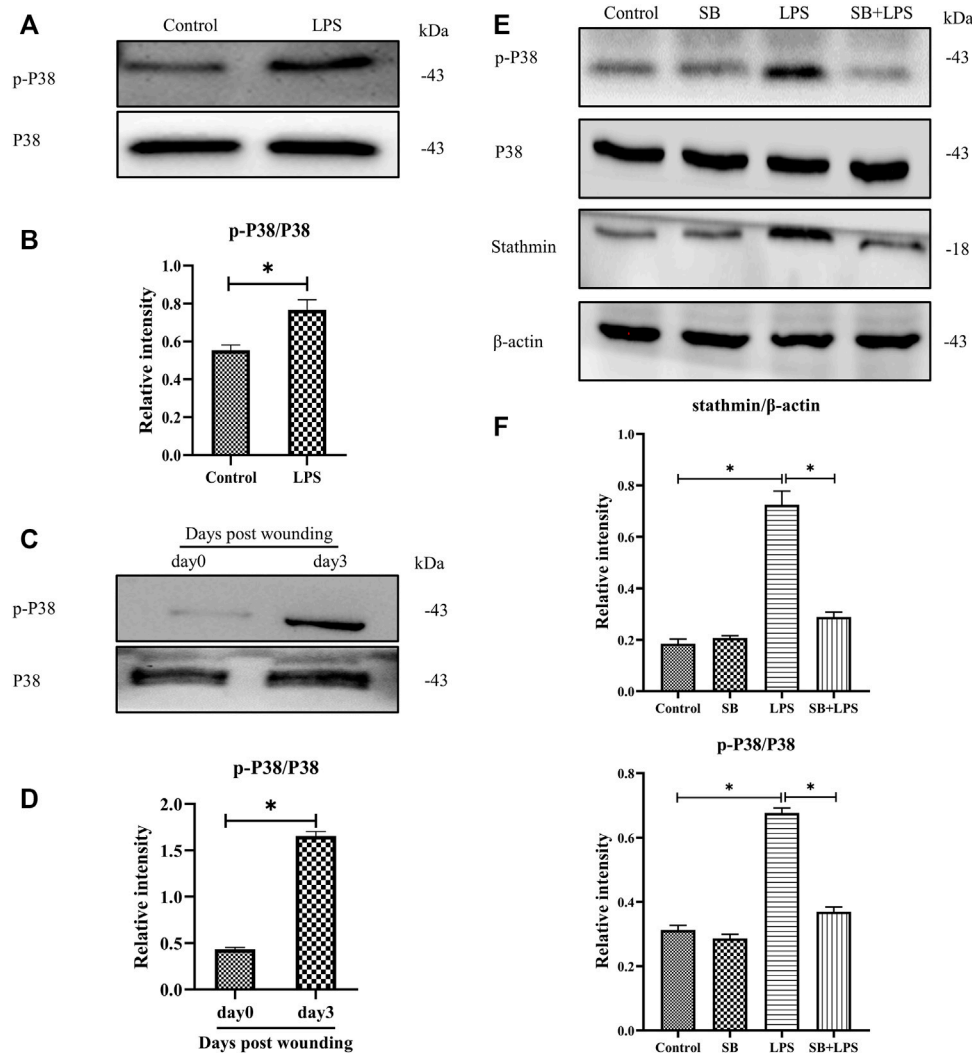 A
Control LPS kDa
p-P38 -43
P38 -43
B
p-P38/P38
*
Relative intensity
1.0
0.8
0.6
0.4
0.2
0.0
Control LPS
C
Days post wounding
day0 day3 kDa
p-P38 -43
P38 -43
D
p-P38/P38
*
Relative intensity
2.0
1.5
1.0
0.5
0.0
day0 day3
Days post wounding
E
Control SB LPS SB+LPS kDa
p-P38 -43
P38 -43
Stathmin -18
β-actin -43
F
stathmin/β-actin
* *
Relative intensity
1.0
0.8
0.6
0.4
0.2
0.0
Control SB LPS SB+LPS
p-P38/P38
* *
Relative intensity
0.8
0.6
0.4
0.2
0.0
Control SB LPS SB+LPS